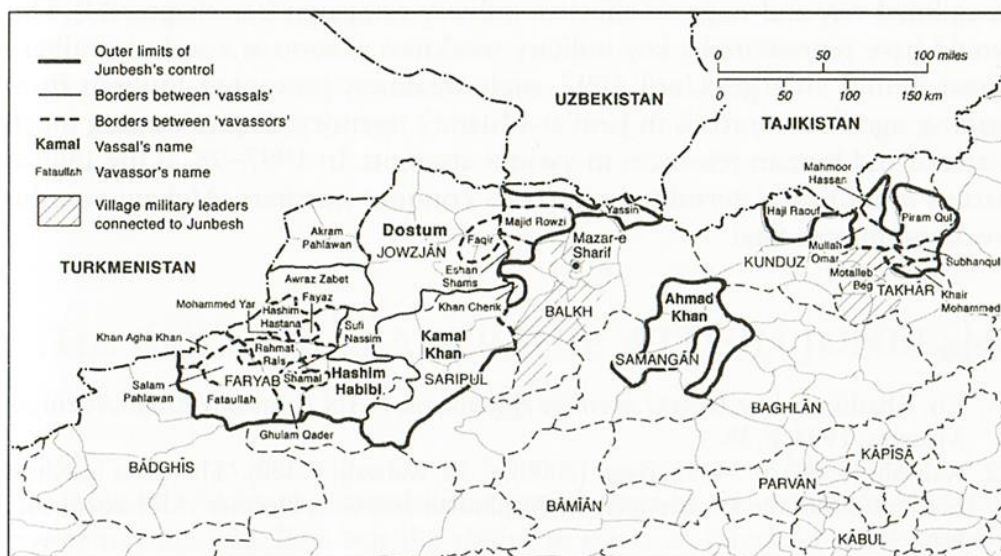 Outer limits of
Junbesh's control
Borders between 'vassals'
Borders between 'vavassors'
Kamal Vassal's name
Fataullah Vavassor's name
Village military leaders
connected to Junbesh
0 50 100 miles
0 50 100 150 km
UZBEKISTAN
TAJIKISTAN
TURKMENISTAN
Mahmoor
Hassan
Haji Raouf
Piram Qul
Yassin
Majid Rowzi
Akram
Pahlawan
Dostum
JOWZJĀN
Faqir
Mazar-e
Sharif
Mullah
Omar
KUNDUZ
Subhanqul
Motalleb
Beg
TAKHĀR
Khair
Mohammed
Awraz Zabet
Eshan
Shams
Mohammed Yar
Hashim
Hastana
Fayaz
Khan Cherik
BALKH
Ahmad
Khan
Khan Agha Khan
Sufi
Nassim
Kamal
Khan
Rahmat
Rais
SAMANGĀN
Salam
Pahlawan
FARYAB
Shamal
Hashim
Habibi
SARIPUL
Fataullah
BAGHLĀN
Ghulam Qader
BĀDGHĪS
KĀPĪSĀ
PARVĀN
BĀMĪĀN
KĀBUL